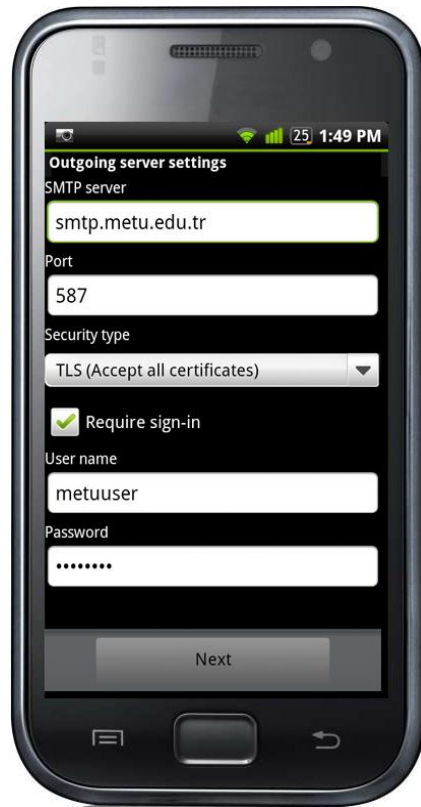 25 1:49 PM
Outgoing server settings
SMTP server
smtp.metu.edu.tr
Port
587
Security type
TLS (Accept all certificates)
Require sign-in
User name
metuuser
Password
••••••••
Next